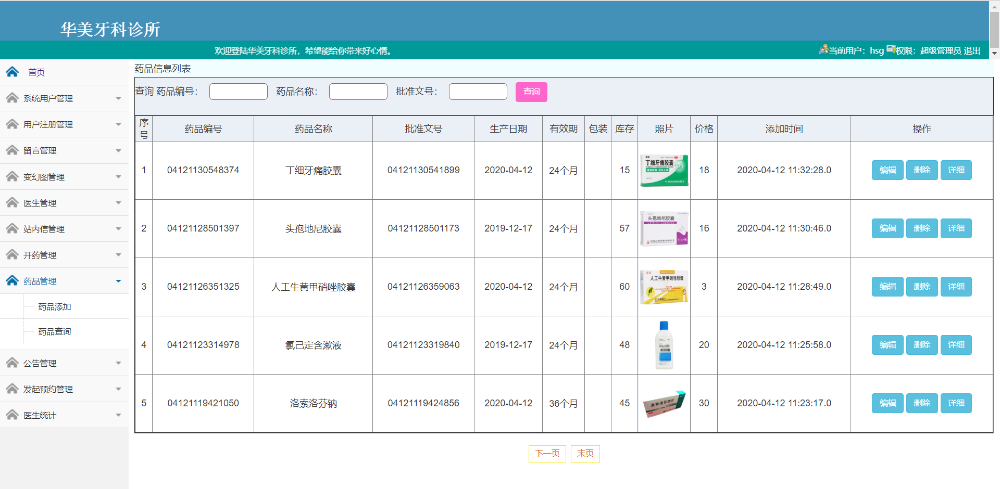 华美牙科诊所
欢迎登陆华美牙科诊所，希望能给你带来好心情。
当前用户：hsg 权限：超级管理员 退出
首页
系统用户管理
用户注册管理
留言管理
变幻图管理
医生管理
站内信管理
开药管理
药品管理
药品添加
药品查询
公告管理
发起预约管理
医生统计
药品信息列表
查询 药品编号： 药品名称： 批准文号： 查询
序号 药品编号 药品名称 批准文号 生产日期 有效期 包装 库存 照片 价格 添加时间 操作
1 04121130548374 丁细牙痛胶囊 04121130541899 2020-04-12 24个月 15 丁细牙痛胶囊 18 2020-04-12 11:32:28.0 编辑 删除 详细
2 04121128501397 头孢地尼胶囊 04121128501173 2019-12-17 24个月 57 头孢地尼胶囊 16 2020-04-12 11:30:46.0 编辑 删除 详细
3 04121126351325 人工牛黄甲硝唑胶囊 04121126359063 2020-04-12 24个月 60 人工牛黄甲硝唑胶囊 3 2020-04-12 11:28:49.0 编辑 删除 详细
4 04121123314978 氯己定含漱液 04121123319840 2019-12-17 24个月 48 20 2020-04-12 11:25:58.0 编辑 删除 详细
5 04121119421050 洛索洛芬钠 04121119424856 2020-04-12 36个月 45 洛索洛芬钠片 30 2020-04-12 11:23:17.0 编辑 删除 详细
下一页 末页